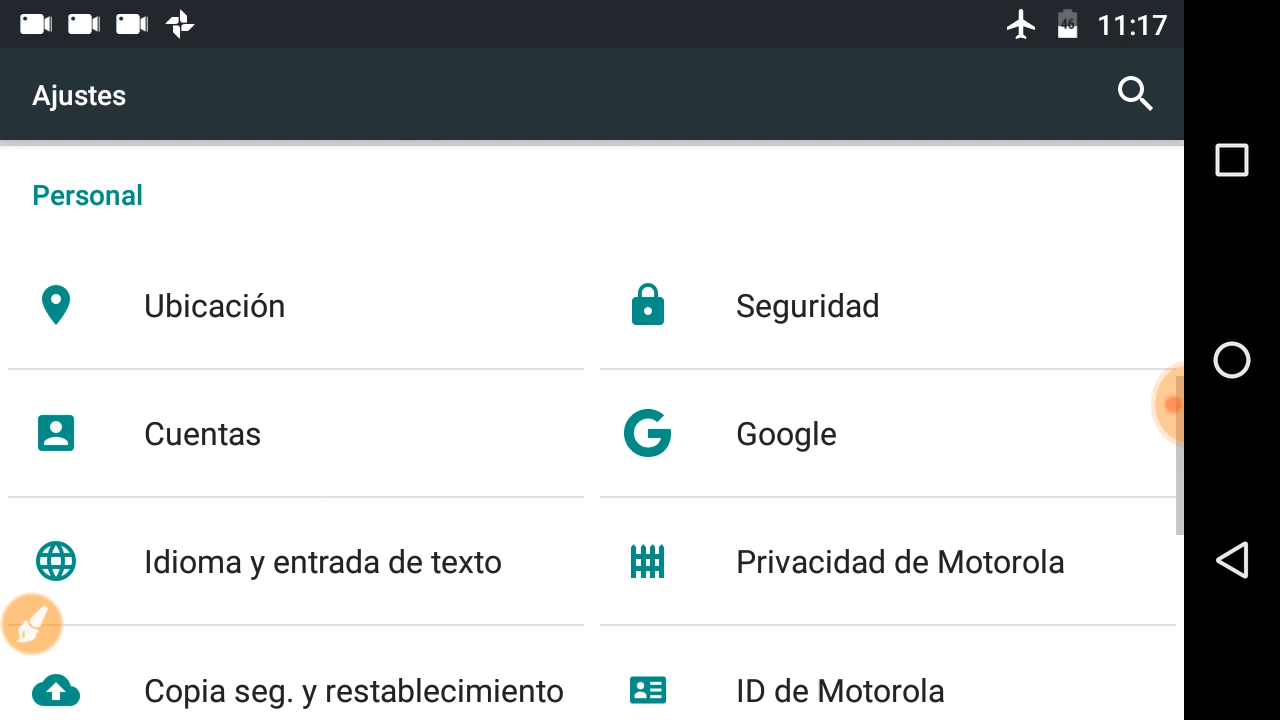 46 11:17
Ajustes
Personal
Ubicación
Seguridad
Cuentas
Google
Idioma y entrada de texto
Privacidad de Motorola
Copia seg. y restablecimiento
ID de Motorola